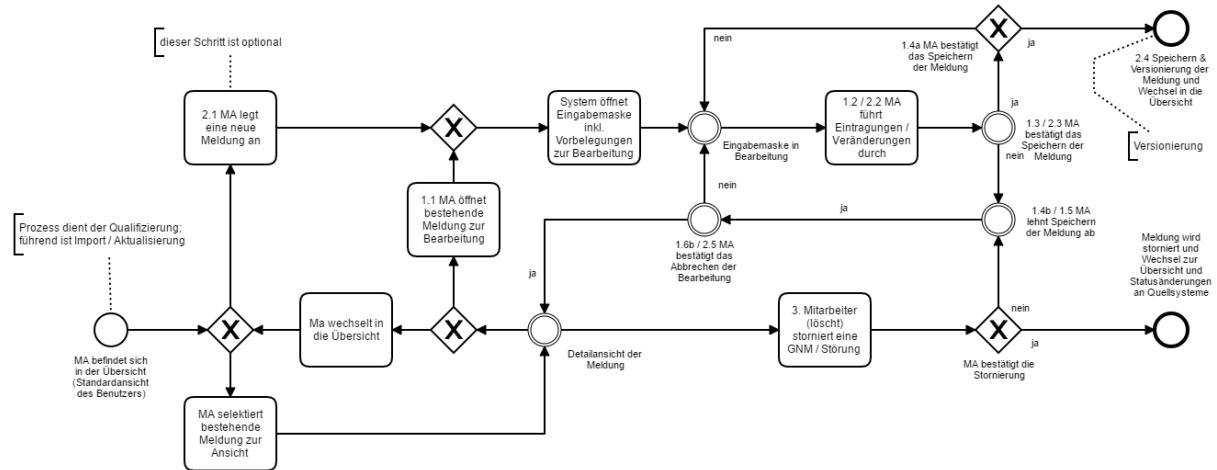 dieser Schritt ist optional
2.1 MA legt
eine neue
Meldung an
System öffnet
Eingabemaske
inkl.
Vorbelegungen
zur Bearbeitung
nein
1.4a MA bestätigt
das Speichern
der Meldung
ja
2.4 Speichern &
Versionierung der
Meldung und
Wechsel in die
Übersicht
Eingabemaske in
Bearbeitung
1.2 / 2.2 MA
führt
Eintragungen /
Veränderungen
durch
ja
1.3 / 2.3 MA
bestätigt das
Speichern der
Meldung
nein
Versionierung
1.1 MA öffnet
bestehende
Meldung zur
Bearbeitung
nein
ja
1.4b / 1.5 MA
lehnt Speichern
der Meldung ab
1.6b / 2.5 MA
bestätigt das
Abbrechen der
Bearbeitung
ja
Prozess dient der Qualifizierung;
führend ist Import / Aktualisierung
MA befindet sich
in der Übersicht
(Standardansicht
des Benutzers)
Ma wechselt in
die Übersicht
Detailansicht der
Meldung
3. Mitarbeiter
(löscht)
storniert eine
GNM / Störung
nein
MA bestätigt die
Stornierung
ja
Meldung wird
storniert und
Wechsel zur
Übersicht und
Statusänderungen
an Quellsysteme
MA selektiert
bestehende
Meldung zur
Ansicht